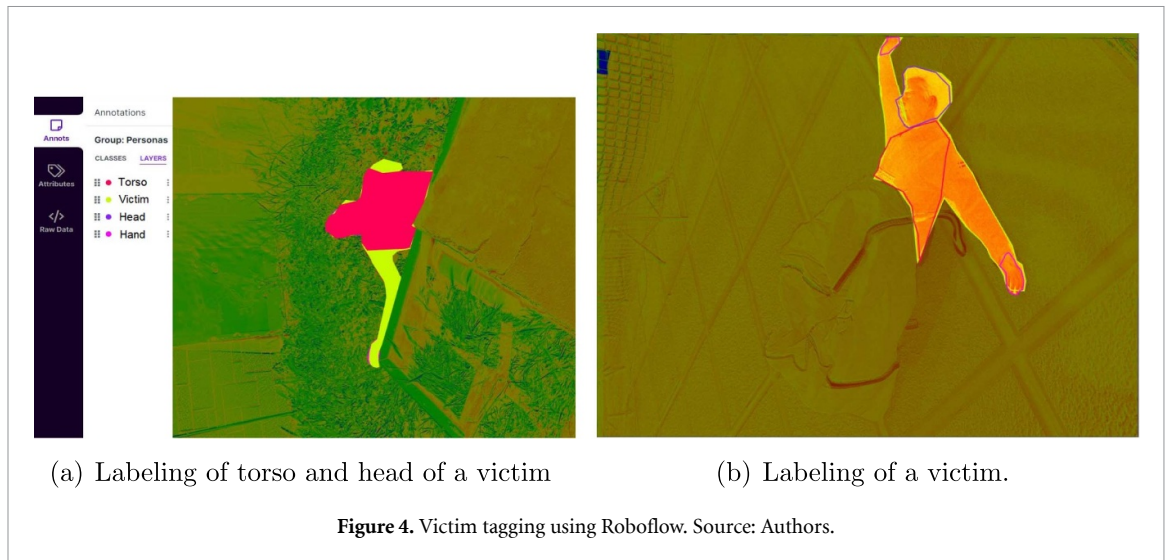 Annots
Attributes
Raw Data
Annotations
Group: Personas
CLASSES LAYERS
Torso
Victim
Head
Hand
(a) Labeling of torso and head of a victim
(b) Labeling of a victim.
Figure 4. Victim tagging using Roboflow. Source: Authors.